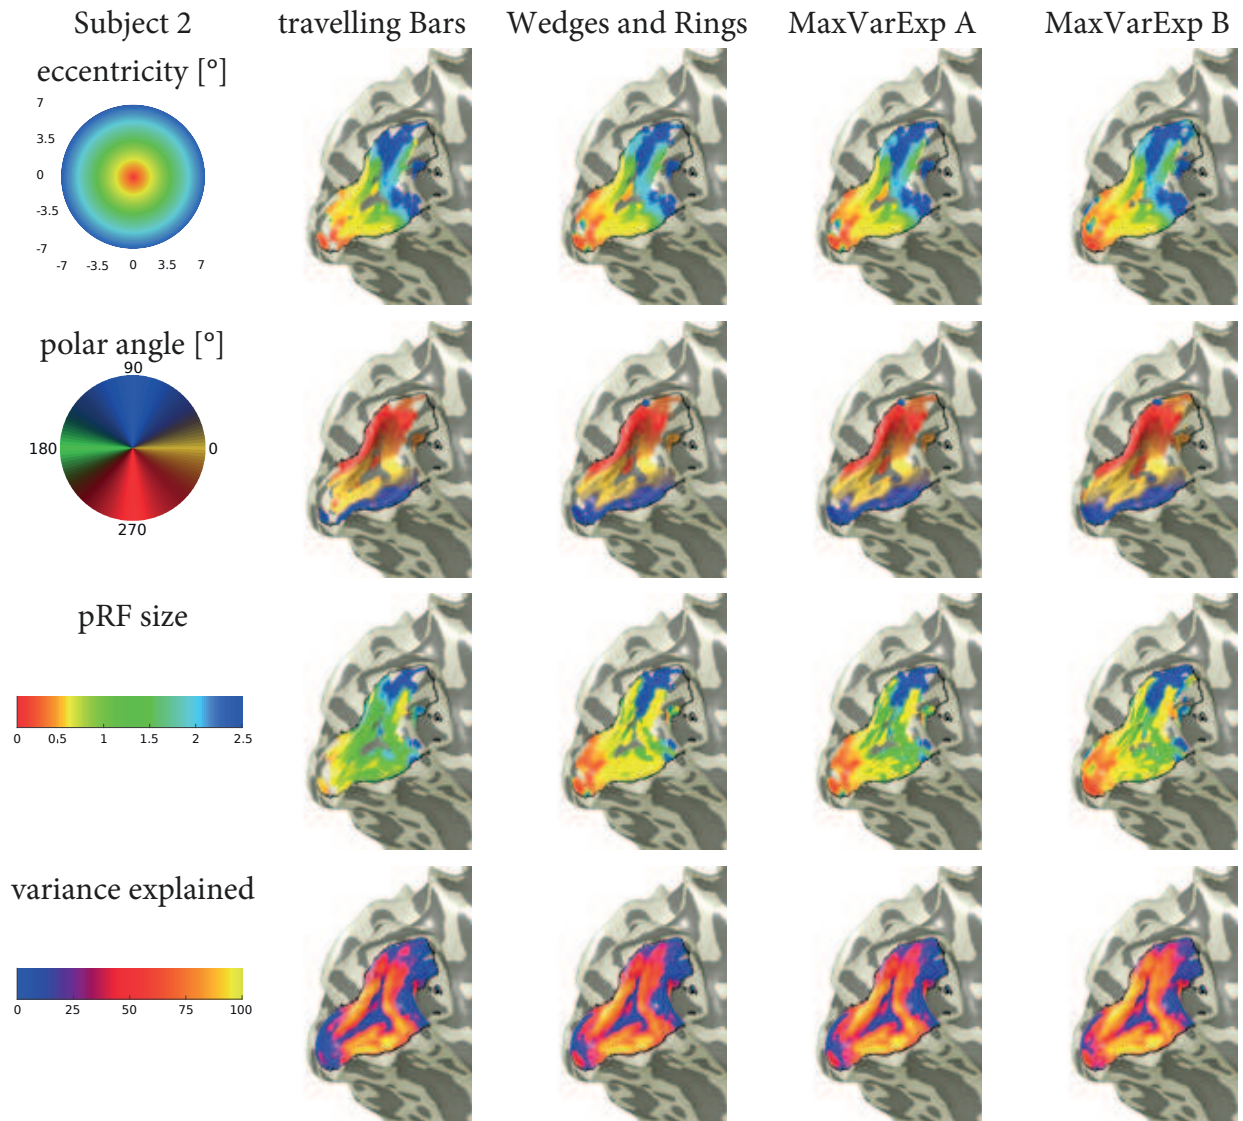 Subject 2 travelling Bars Wedges and Rings MaxVarExp A MaxVarExp B
eccentricity [°]
7
3.5
0
-3.5
-7
-7 -3.5 0 3.5 7
polar angle [°]
90
180 0
270
pRF size
0 0.5 1 1.5 2 2.5
variance explained
0 25 50 75 100